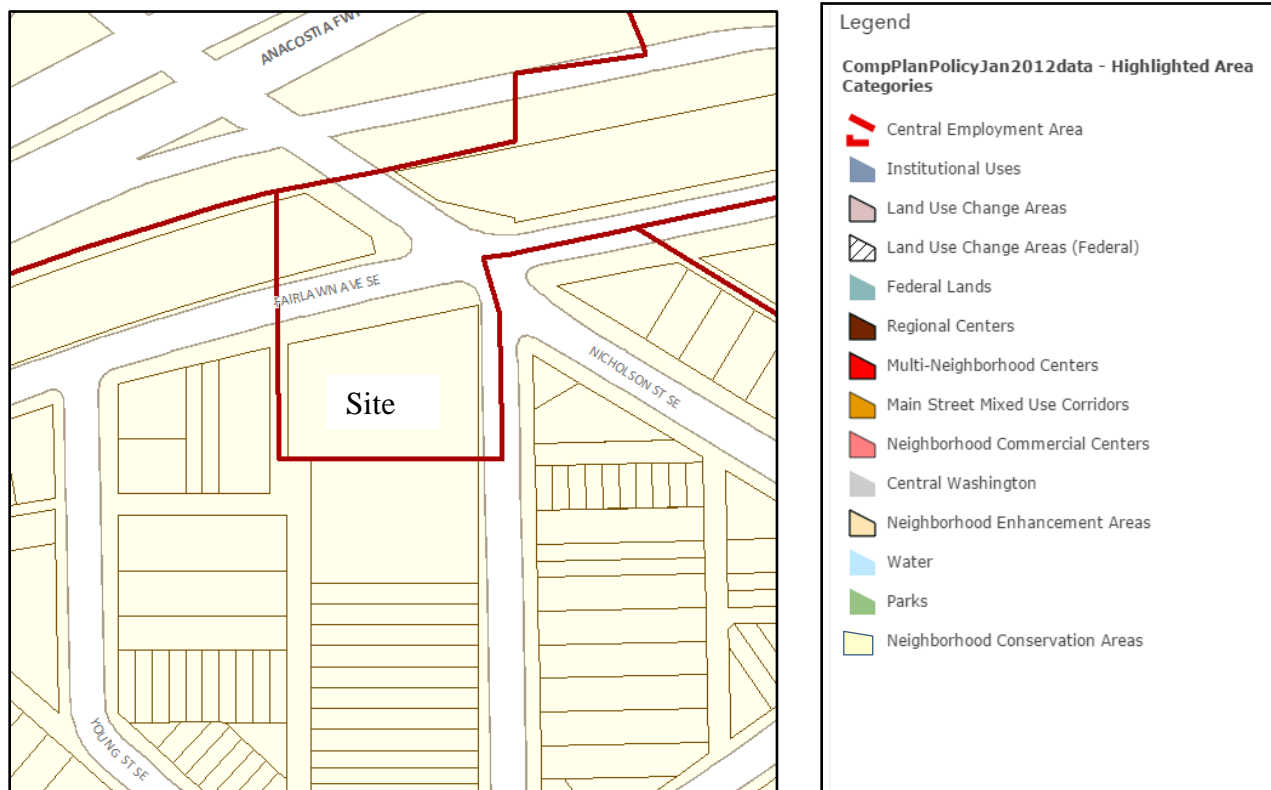 ANACOSTIA FWY
FAIRLAWN AVE SE
NICHOLSON ST SE
Site
YOUNG ST SE
Legend
CompPlanPolicyJan2012data - Highlighted Area
Categories
Central Employment Area
Institutional Uses
Land Use Change Areas
Land Use Change Areas (Federal)
Federal Lands
Regional Centers
Multi-Neighborhood Centers
Main Street Mixed Use Corridors
Neighborhood Commercial Centers
Central Washington
Neighborhood Enhancement Areas
Water
Parks
Neighborhood Conservation Areas